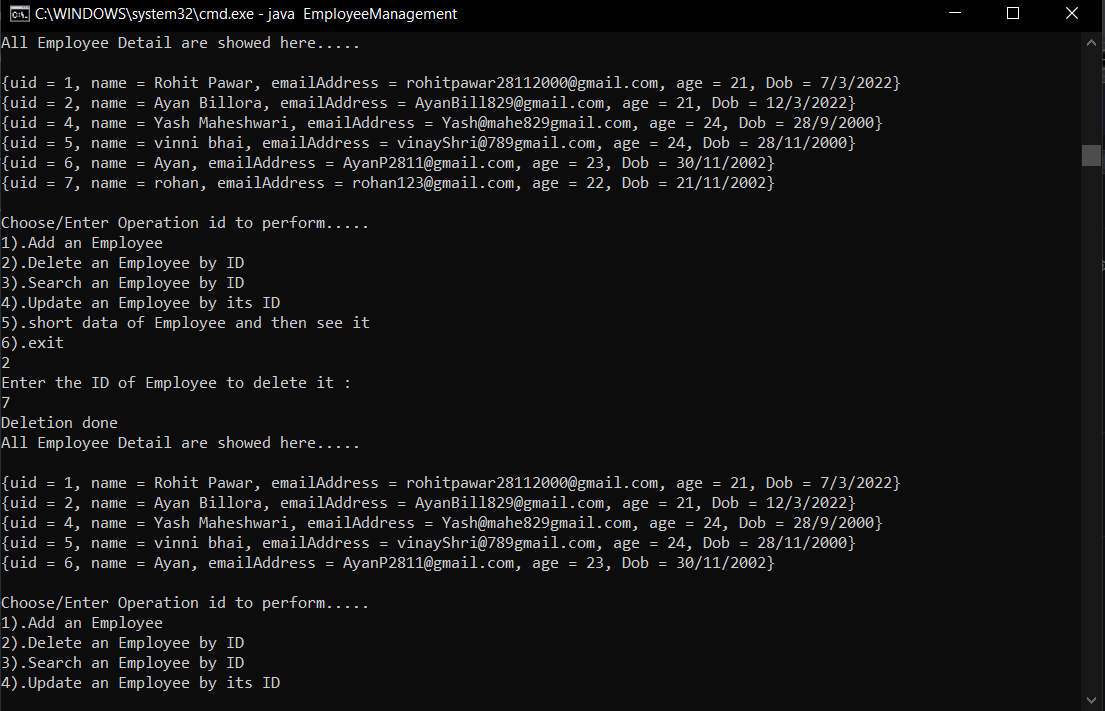 C:\WINDOWS\system32\cmd.exe - java  EmployeeManagement
All Employee Detail are showed here.....
{uid = 1, name = Rohit Pawar, emailAddress = rohitpawar28112000@gmail.com, age = 21, Dob = 7/3/2022}
{uid = 2, name = Ayan Billora, emailAddress = AyanBill829@gmail.com, age = 21, Dob = 12/3/2022}
{uid = 4, name = Yash Maheshwari, emailAddress = Yash@mahe829gmail.com, age = 24, Dob = 28/9/2000}
{uid = 5, name = vinni bhai, emailAddress = vinayShri@789gmail.com, age = 24, Dob = 28/11/2000}
{uid = 6, name = Ayan, emailAddress = AyanP2811@gmail.com, age = 23, Dob = 30/11/2002}
{uid = 7, name = rohan, emailAddress = rohan123@gmail.com, age = 22, Dob = 21/11/2002}
Choose/Enter Operation id to perform.....
1).Add an Employee
2).Delete an Employee by ID
3).Search an Employee by ID
4).Update an Employee by its ID
5).short data of Employee and then see it
6).exit
2
Enter the ID of Employee to delete it :
7
Deletion done
All Employee Detail are showed here.....
{uid = 1, name = Rohit Pawar, emailAddress = rohitpawar28112000@gmail.com, age = 21, Dob = 7/3/2022}
{uid = 2, name = Ayan Billora, emailAddress = AyanBill829@gmail.com, age = 21, Dob = 12/3/2022}
{uid = 4, name = Yash Maheshwari, emailAddress = Yash@mahe829gmail.com, age = 24, Dob = 28/9/2000}
{uid = 5, name = vinni bhai, emailAddress = vinayShri@789gmail.com, age = 24, Dob = 28/11/2000}
{uid = 6, name = Ayan, emailAddress = AyanP2811@gmail.com, age = 23, Dob = 30/11/2002}
Choose/Enter Operation id to perform.....
1).Add an Employee
2).Delete an Employee by ID
3).Search an Employee by ID
4).Update an Employee by its ID